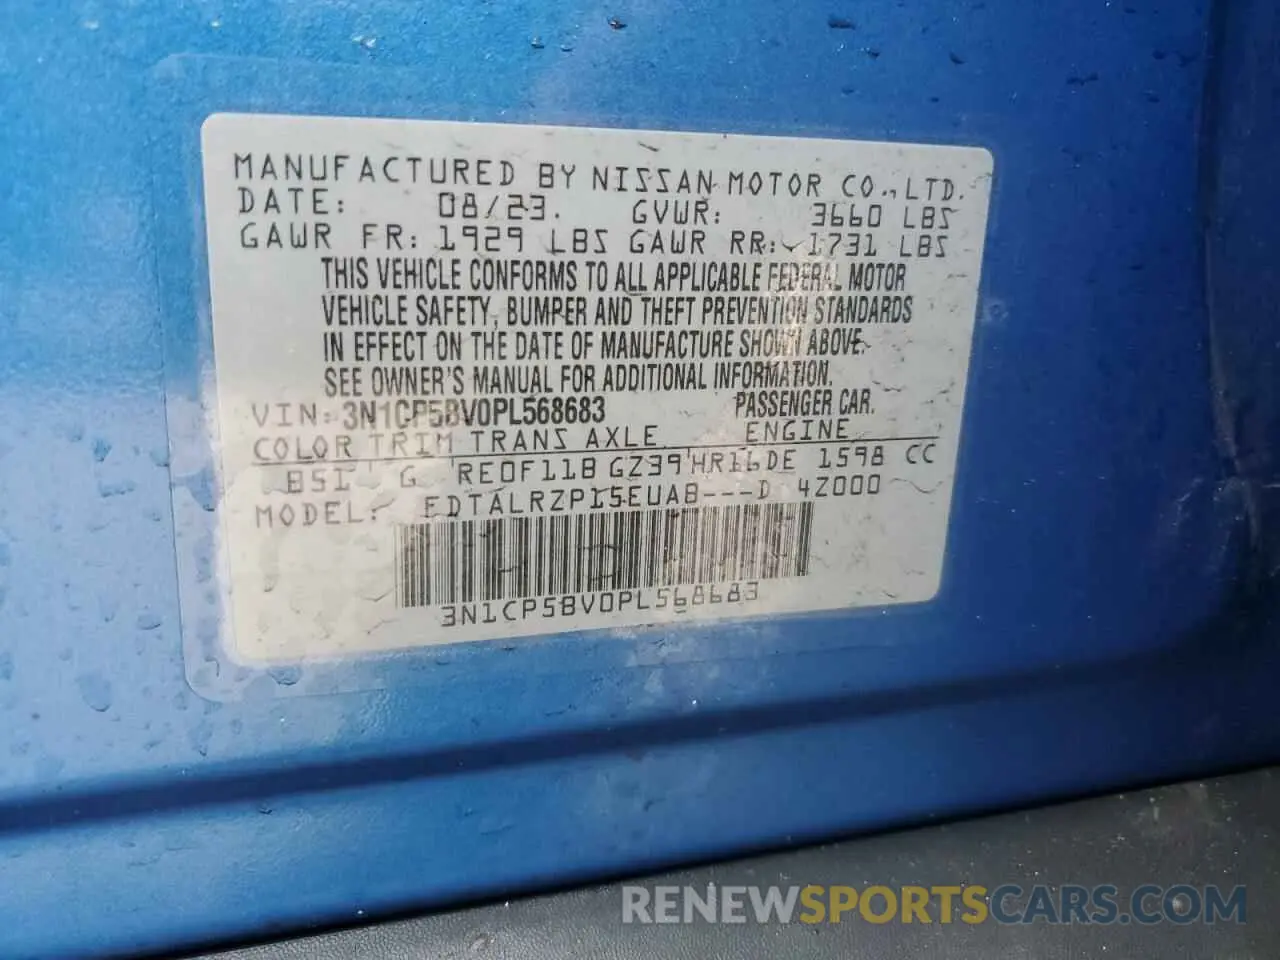 MANUFACTURED BY NISSAN MOTOR CO.,LTD.
DATE: 08/23. GVWR: 3660 LBS
GAWR FR: 1929 LBS GAWR RR: 1731 LBS
THIS VEHICLE CONFORMS TO ALL APPLICABLE FEDERAL MOTOR
VEHICLE SAFETY, BUMPER AND THEFT PREVENTION STANDARDS
IN EFFECT ON THE DATE OF MANUFACTURE SHOWN ABOVE.
SEE OWNER'S MANUAL FOR ADDITIONAL INFORMATION.
VIN: 3N1CP5BV0PL568683 PASSENGER CAR.
COLOR TRIM TRANS AXLE ENGINE
B51 G RE0F11B GZ39 HR16DE 1598 CC
MODEL: EDTALRZP15EUAB---D 4Z000
3N1CP5BV0PL568683
RENEWSPORTSCARS.COM